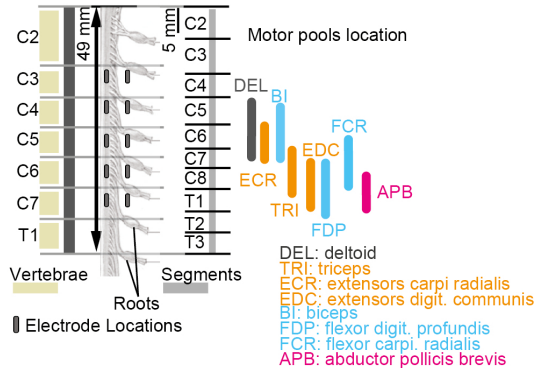 C2
C3
C4
C5
C6
C7
T1
49 mm
5 mm
C2
C3
C4
C5
C6
C7
C8
T1
T2
T3
Motor pools location
DEL
BI
ECR
TRI
EDC
FDP
FCR
APB
Vertebrae
Segments
Roots
Electrode Locations
DEL: deltoid
TRI: triceps
ECR: extensors carpi radialis
EDC: extensors digit. communis
BI: biceps
FDP: flexor digit. profundis
FCR: flexor carpi. radialis
APB: abductor pollicis brevis